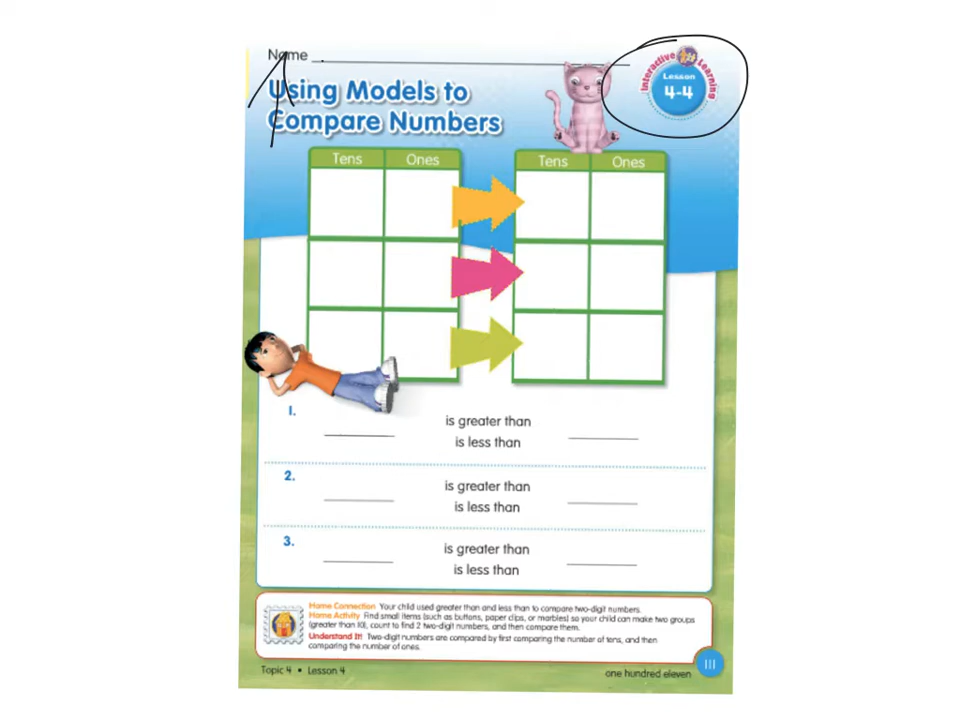 Name
Interactive Learning
Lesson
4-4
Using Models to
Compare Numbers
Tens Ones
Tens Ones
1.
is greater than
is less than
2.
is greater than
is less than
3.
is greater than
is less than
Home Connection Your child used greater than and less than to compare two-digit numbers.
Home Activity Find small items (such as buttons, paper clips, or marbles) so your child can make two groups
(greater than 10), count to find 2 two-digit numbers, and then compare them.
Understand It! Two-digit numbers are compared by first comparing the number of tens, and then
comparing the number of ones.
Topic 4 • Lesson 4
one hundred eleven
111